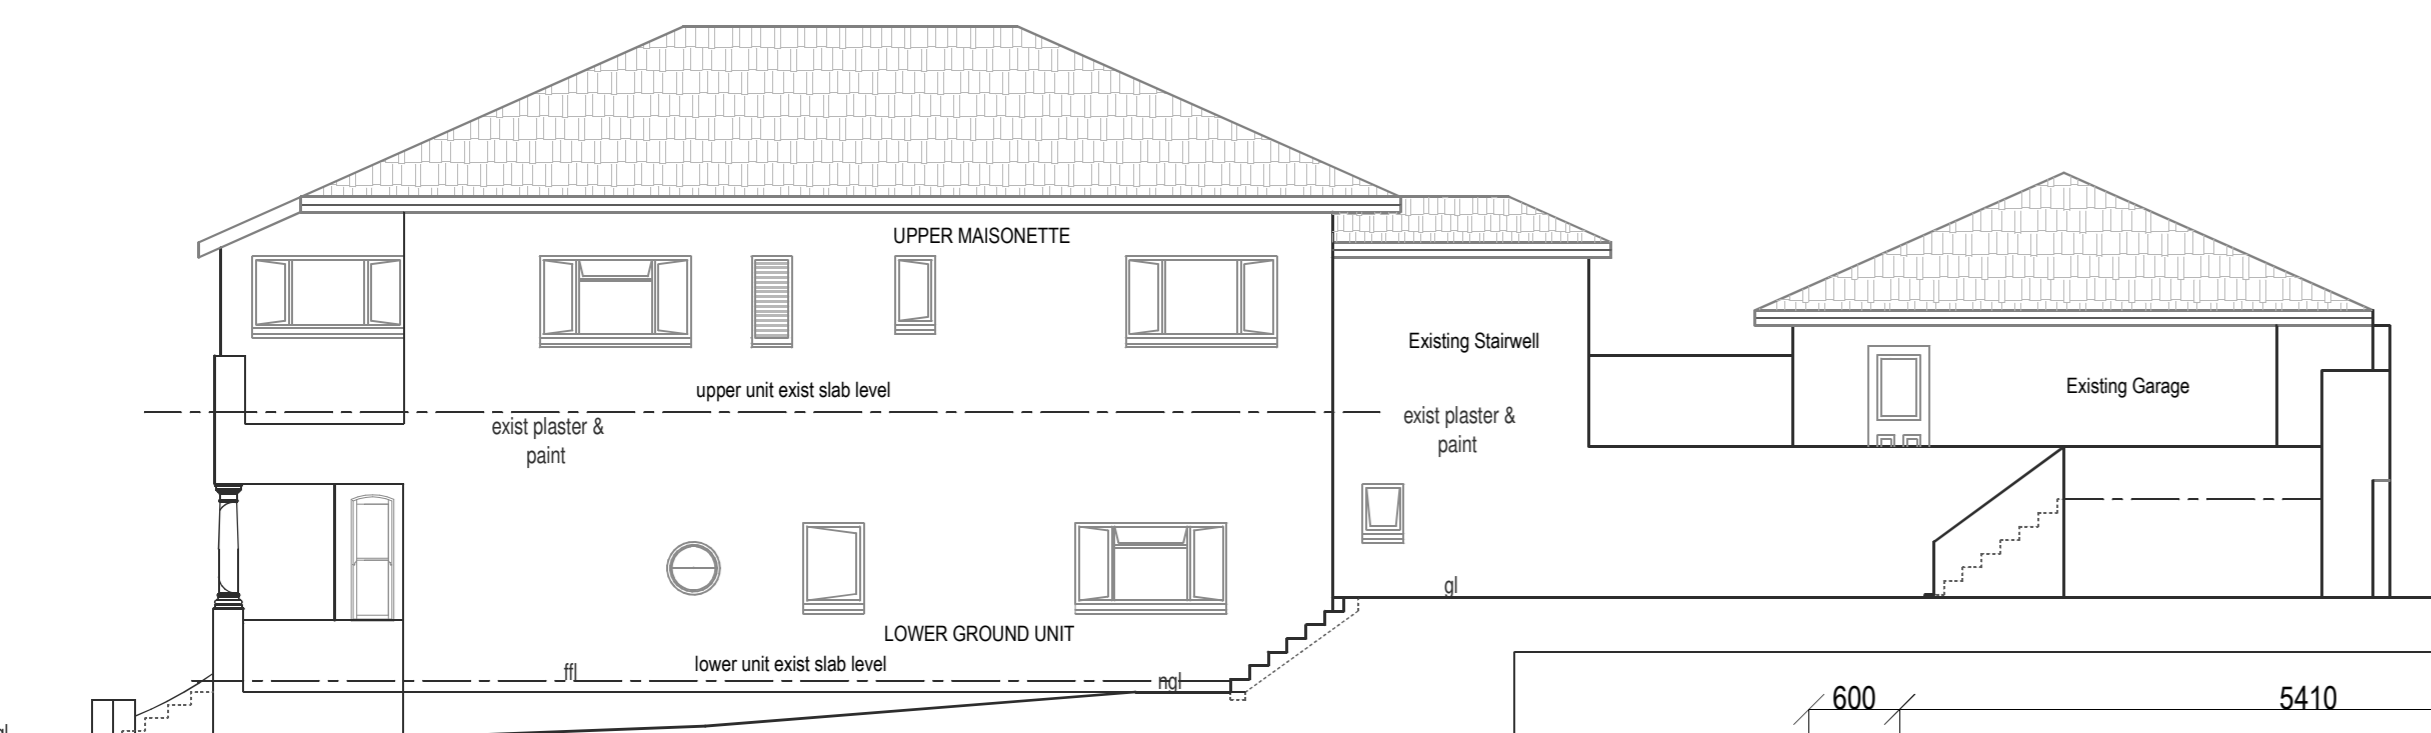 UPPER MAISONETTE
Existing Stairwell
upper unit exist slab level
Existing Garage
exist plaster &
paint
exist plaster &
paint
gl
LOWER GROUND UNIT
lower unit exist slab level
ffl
ngl
600
5410